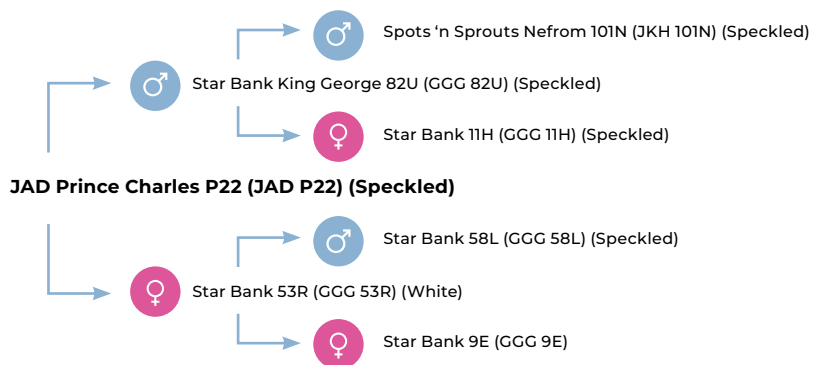 Spots ‘n Sprouts Nefrom 101N (JKH 101N) (Speckled)
Star Bank King George 82U (GGG 82U) (Speckled)
Star Bank 11H (GGG 11H) (Speckled)
JAD Prince Charles P22 (JAD P22) (Speckled)
Star Bank 58L (GGG 58L) (Speckled)
Star Bank 53R (GGG 53R) (White)
Star Bank 9E (GGG 9E)